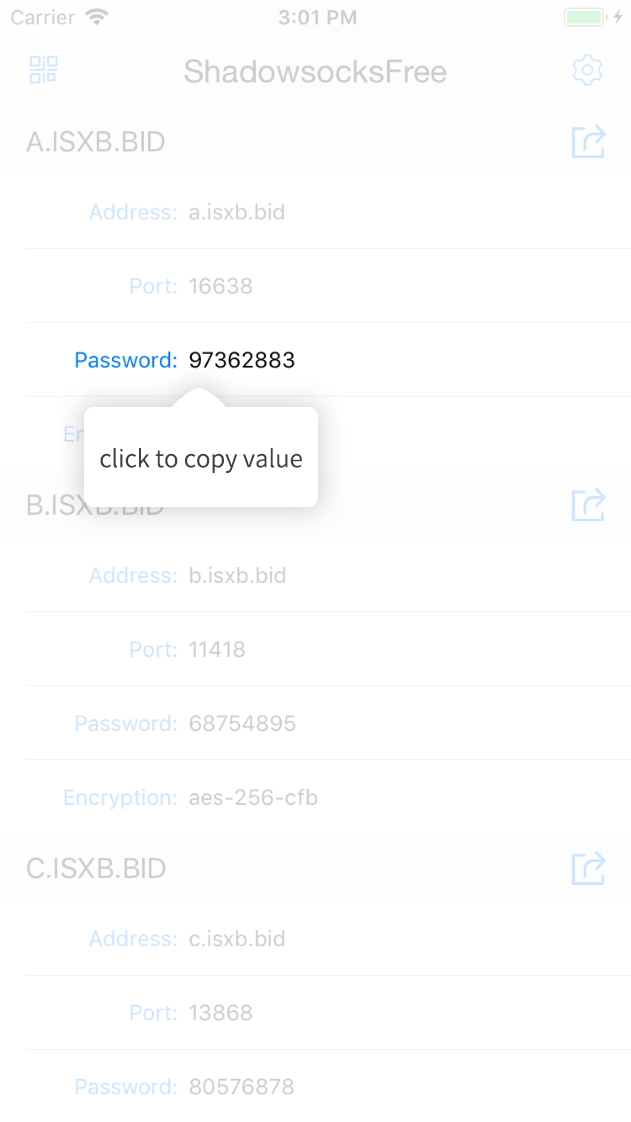 Carrier 3:01 PM
ShadowsocksFree
A.ISXB.BID
Address: a.isxb.bid
Port: 16638
Password: 97362883
click to copy value
B.ISXB.BID
Address: b.isxb.bid
Port: 11418
Password: 68754895
Encryption: aes-256-cfb
C.ISXB.BID
Address: c.isxb.bid
Port: 13868
Password: 80576878